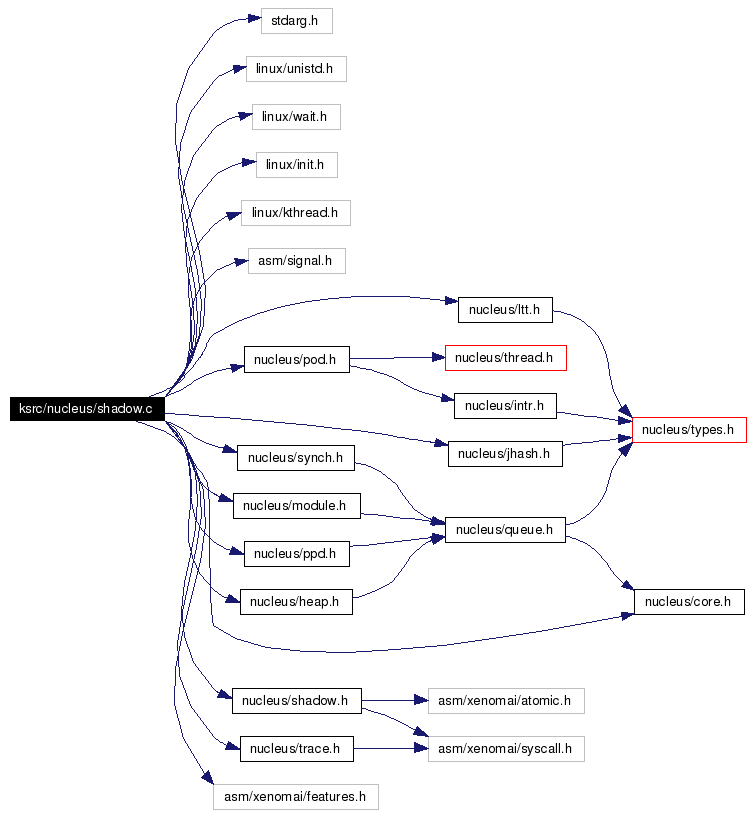 stdarg.h
linux/unistd.h
linux/wait.h
linux/init.h
linux/kthread.h
asm/signal.h
nucleus/ltt.h
nucleus/pod.h
nucleus/thread.h
nucleus/intr.h
ksrc/nucleus/shadow.c
nucleus/types.h
nucleus/synch.h
nucleus/jhash.h
nucleus/module.h
nucleus/queue.h
nucleus/ppd.h
nucleus/heap.h
nucleus/core.h
nucleus/shadow.h
asm/xenomai/atomic.h
nucleus/trace.h
asm/xenomai/syscall.h
asm/xenomai/features.h